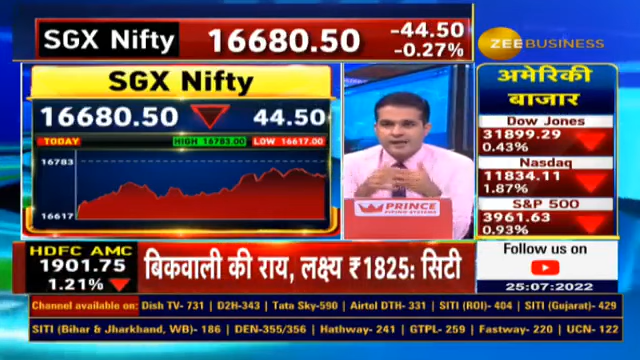 SGX Nifty 16680.50 -44.50
-0.27%
ZEE BUSINESS
SGX Nifty
16680.50 44.50
TODAY HIGH 16783.00 LOW 16617.00
16783
16617
PRINCE
PIPING SYSTEMS
अमेरिकी
बाजार
Dow Jones
31899.29
0.43%
Nasdaq
11834.11
1.87%
S&P 500
3961.63
0.93%
HDFC AMC
1901.75
1.21%
बिकवाली की राय, लक्ष्य ₹1825: सिटी
Follow us on
25:07:2022
Channel available on: Dish TV- 731 | D2H-343 | Tata Sky-590 | Airtel DTH- 331 | SITI (ROI)- 404 | SITI (Gujarat)- 429
SITI (Bihar & Jharkhand, WB)- 186 | DEN-355/356 | Hathway- 241 | GTPL- 259 | Fastway- 220 | UCN- 122